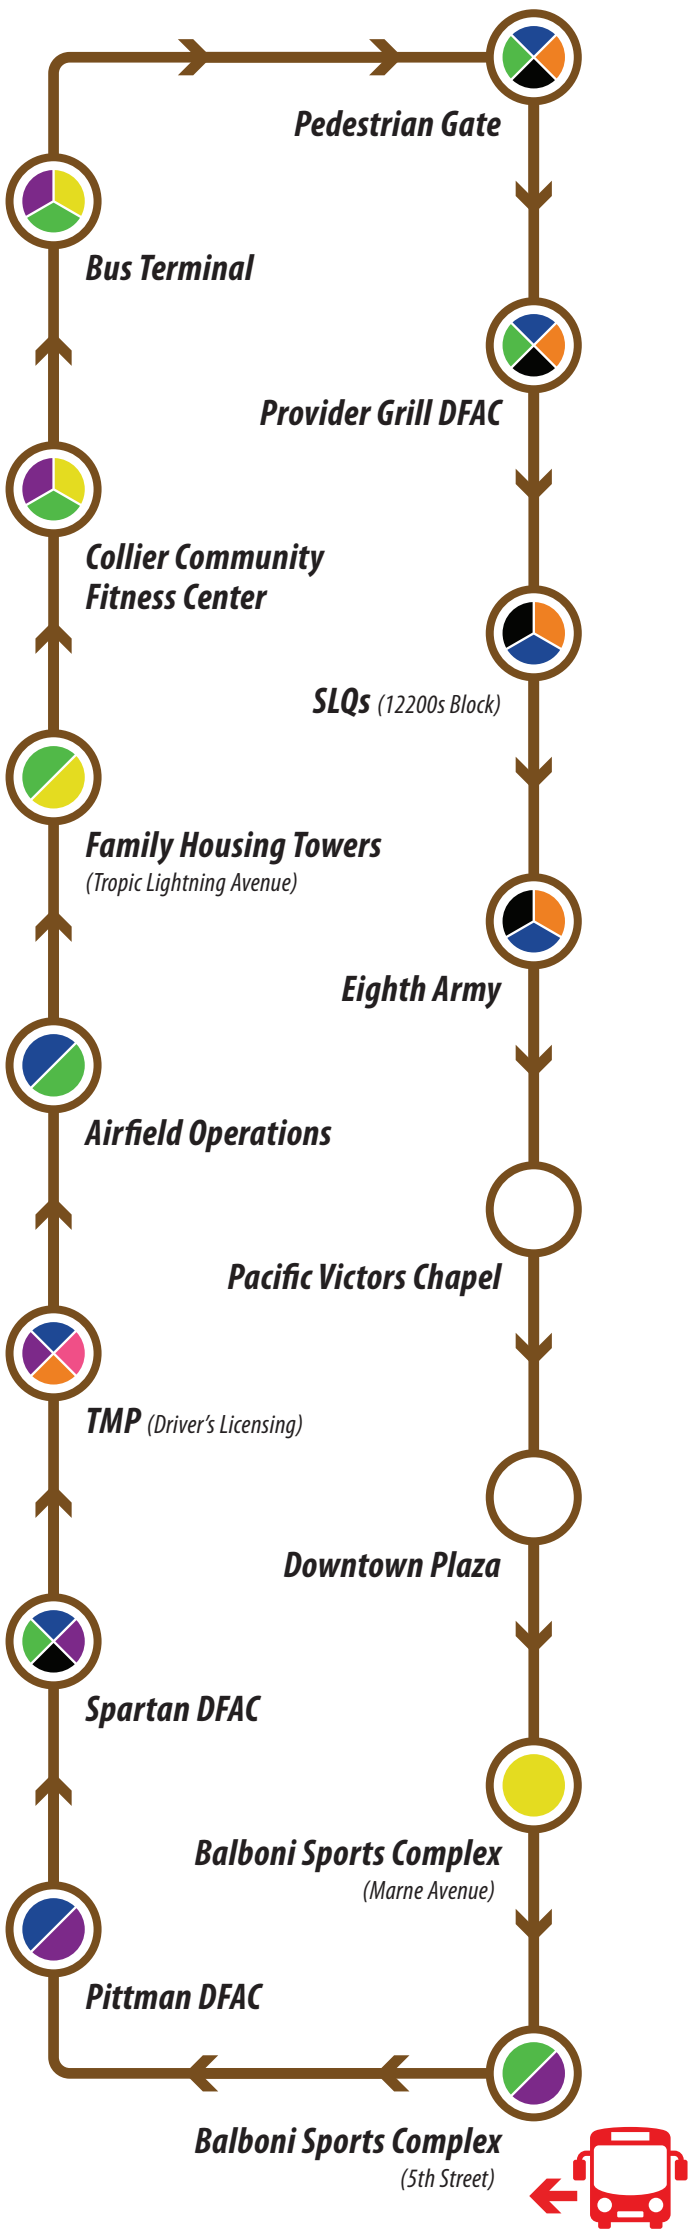 Pedestrian Gate
Bus Terminal
Provider Grill DFAC
Collier Community
Fitness Center
SLQs (12200s Block)
Family Housing Towers
(Tropic Lightning Avenue)
Eighth Army
Airfield Operations
Pacific Victors Chapel
TMP (Driver's Licensing)
Downtown Plaza
Spartan DFAC
Balboni Sports Complex
(Marne Avenue)
Pittman DFAC
Balboni Sports Complex
(5th Street)